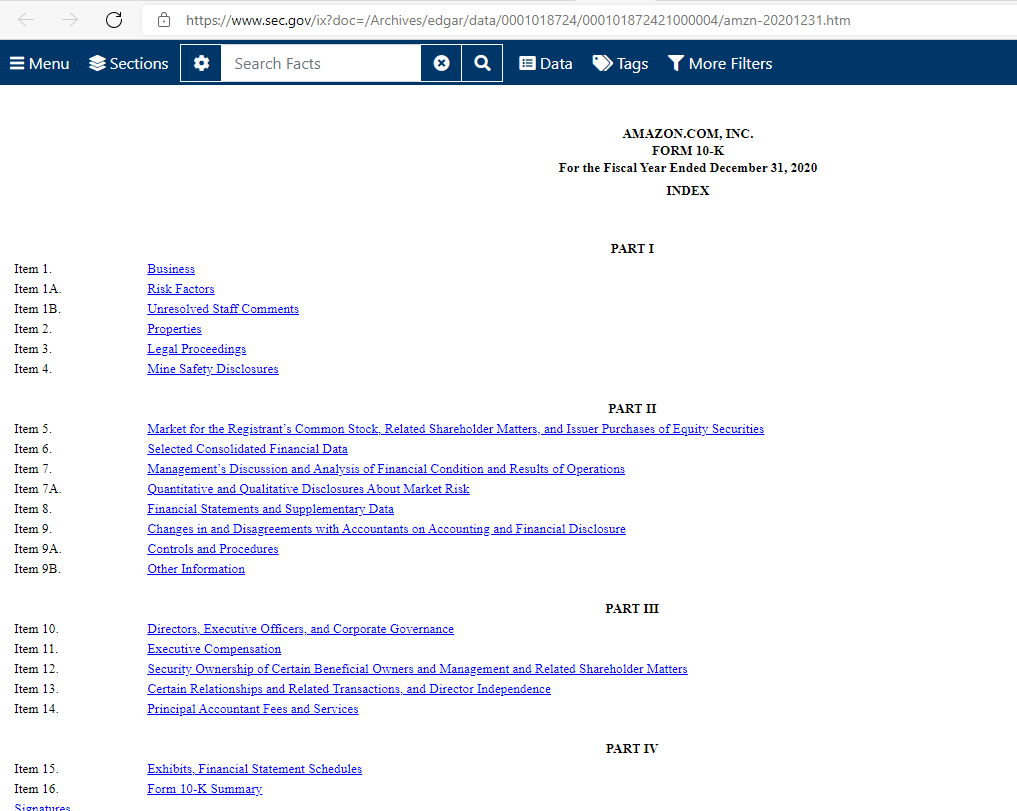 https://www.sec.gov/ix?doc=/Archives/edgar/data/0001018724/000101872421000004/amzn-20201231.htm
Menu Sections Search Facts Data Tags More Filters
AMAZON.COM, INC.
FORM 10-K
For the Fiscal Year Ended December 31, 2020
INDEX
PART I
Item 1. Business
Item 1A. Risk Factors
Item 1B. Unresolved Staff Comments
Item 2. Properties
Item 3. Legal Proceedings
Item 4. Mine Safety Disclosures
PART II
Item 5. Market for the Registrant’s Common Stock, Related Shareholder Matters, and Issuer Purchases of Equity Securities
Item 6. Selected Consolidated Financial Data
Item 7. Management’s Discussion and Analysis of Financial Condition and Results of Operations
Item 7A. Quantitative and Qualitative Disclosures About Market Risk
Item 8. Financial Statements and Supplementary Data
Item 9. Changes in and Disagreements with Accountants on Accounting and Financial Disclosure
Item 9A. Controls and Procedures
Item 9B. Other Information
PART III
Item 10. Directors, Executive Officers, and Corporate Governance
Item 11. Executive Compensation
Item 12. Security Ownership of Certain Beneficial Owners and Management and Related Shareholder Matters
Item 13. Certain Relationships and Related Transactions, and Director Independence
Item 14. Principal Accountant Fees and Services
PART IV
Item 15. Exhibits, Financial Statement Schedules
Item 16. Form 10-K Summary
Signatures